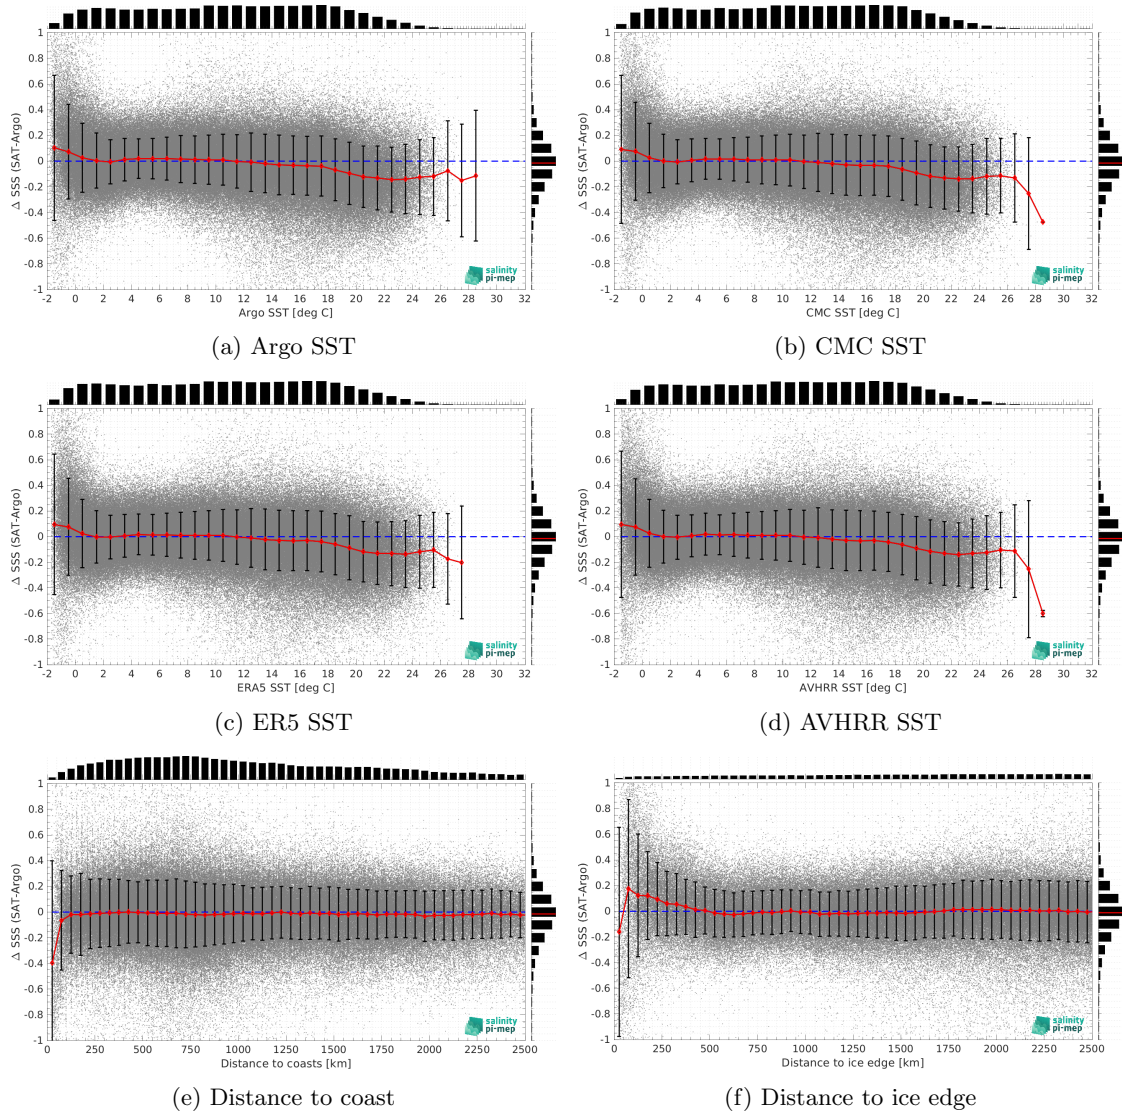 1
0.8
0.6
0.4
0.2
0
-0.2
-0.4
-0.6
-0.8
-1
Δ SSS (SAT-Argo)
salinity
pi-mep
-2 0 2 4 6 8 10 12 14 16 18 20 22 24 26 28 30 32
Argo SST [deg C]
(a) Argo SST
1
0.8
0.6
0.4
0.2
0
-0.2
-0.4
-0.6
-0.8
-1
Δ SSS (SAT-Argo)
salinity
pi-mep
-2 0 2 4 6 8 10 12 14 16 18 20 22 24 26 28 30 32
CMC SST [deg C]
(b) CMC SST
1
0.8
0.6
0.4
0.2
0
-0.2
-0.4
-0.6
-0.8
-1
Δ SSS (SAT-Argo)
salinity
pi-mep
-2 0 2 4 6 8 10 12 14 16 18 20 22 24 26 28 30 32
ERA5 SST [deg C]
(c) ER5 SST
1
0.8
0.6
0.4
0.2
0
-0.2
-0.4
-0.6
-0.8
-1
Δ SSS (SAT-Argo)
salinity
pi-mep
-2 0 2 4 6 8 10 12 14 16 18 20 22 24 26 28 30 32
AVHRR SST [deg C]
(d) AVHRR SST
1
0.8
0.6
0.4
0.2
0
-0.2
-0.4
-0.6
-0.8
-1
Δ SSS (SAT-Argo)
salinity
pi-mep
0 250 500 750 1000 1250 1500 1750 2000 2250 2500
Distance to coasts [km]
(e) Distance to coast
1
0.8
0.6
0.4
0.2
0
-0.2
-0.4
-0.6
-0.8
-1
Δ SSS (SAT-Argo)
salinity
pi-mep
0 250 500 750 1000 1250 1500 1750 2000 2250 2500
Distance to ice edge [km]
(f) Distance to ice edge